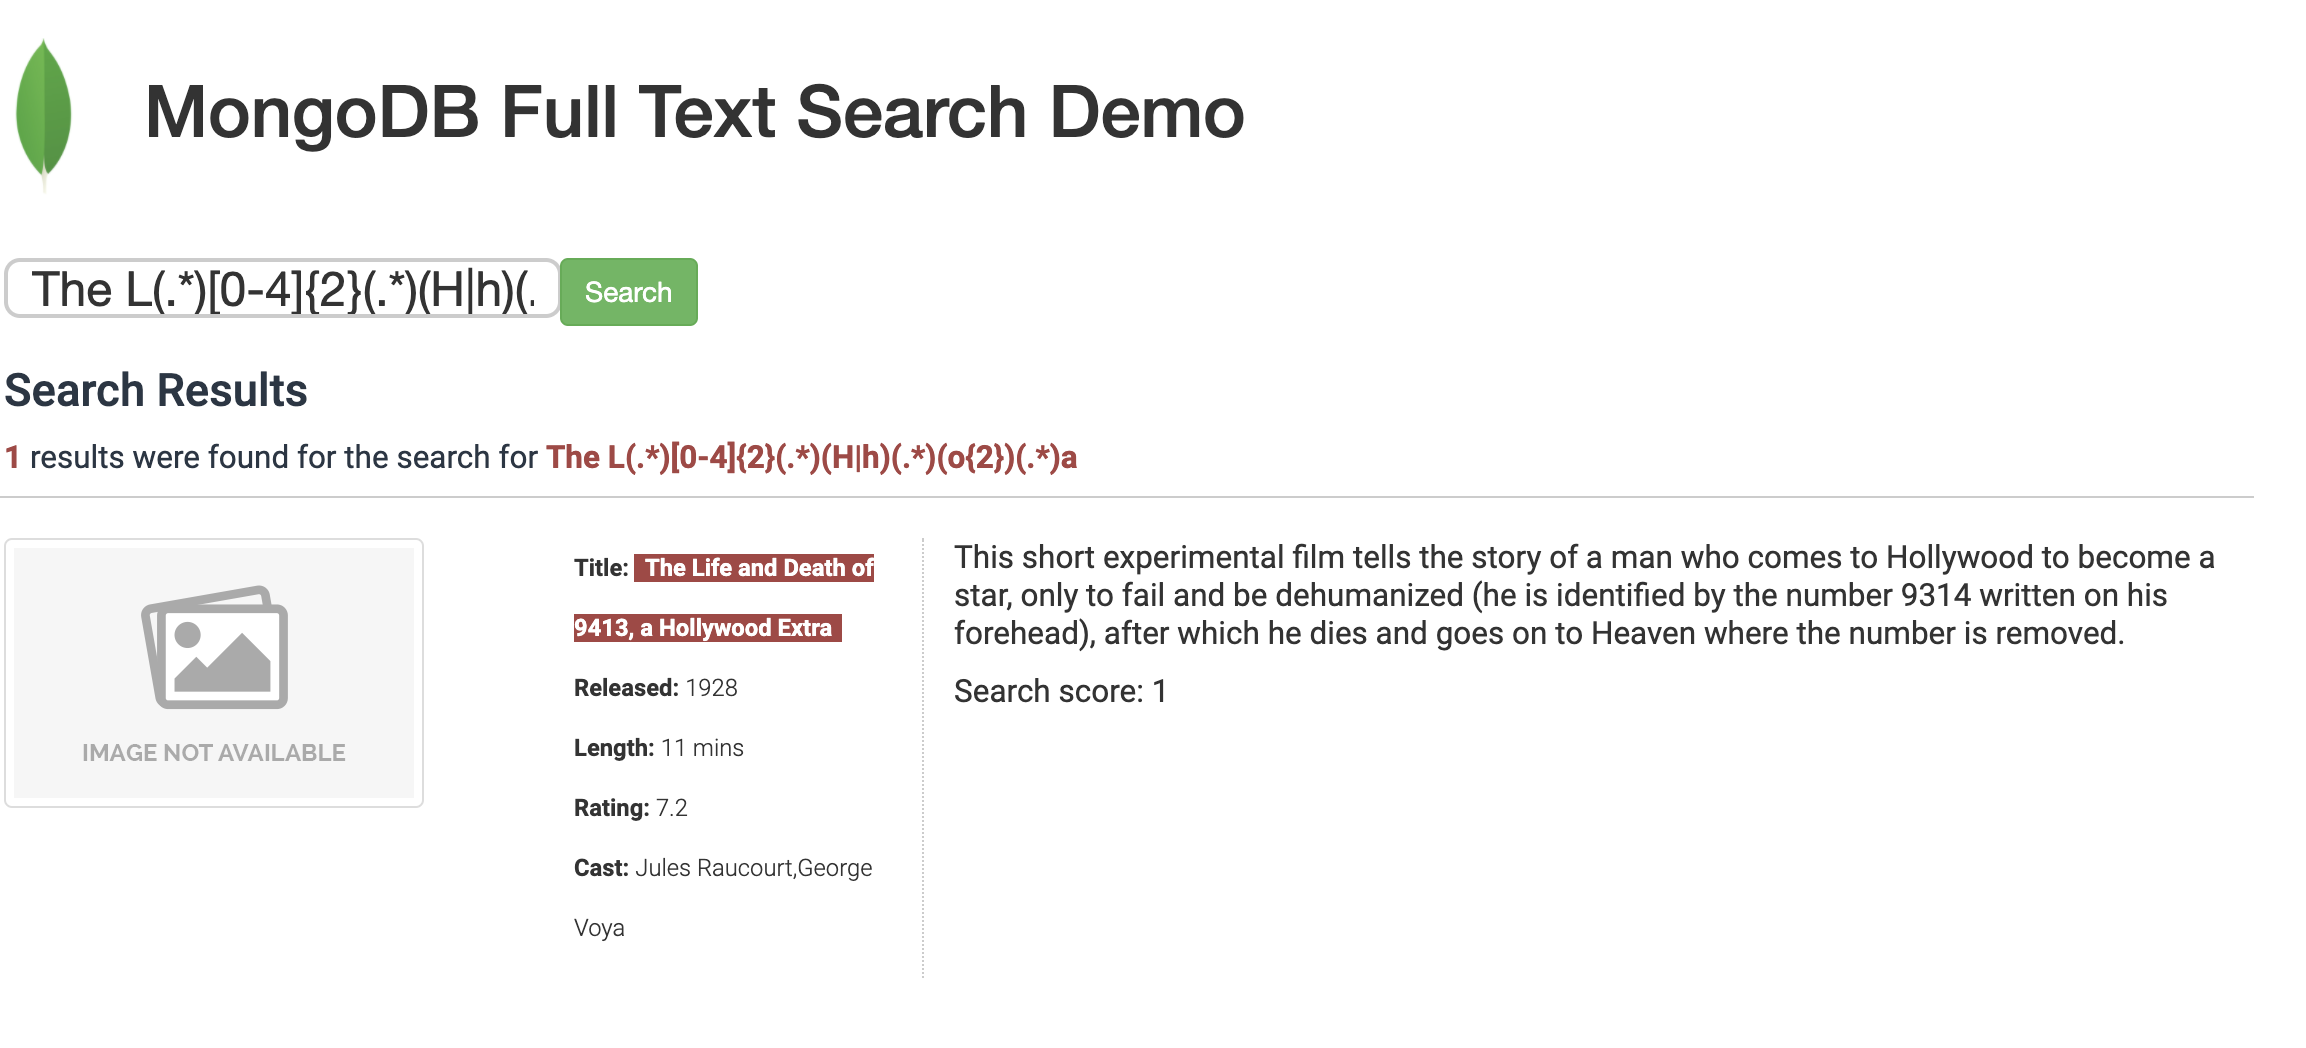 MongoDB Full Text Search Demo
The L(.*)[0-4]{2}(.*)(H|h)(.
Search
Search Results
1 results were found for the search for The L(.*)[0-4]{2}(.*)(H|h)(.*)(o{2})(.*)a
IMAGE NOT AVAILABLE
Title: The Life and Death of
9413, a Hollywood Extra
Released: 1928
Length: 11 mins
Rating: 7.2
Cast: Jules Raucourt,George
Voya
This short experimental film tells the story of a man who comes to Hollywood to become a
star, only to fail and be dehumanized (he is identified by the number 9314 written on his
forehead), after which he dies and goes on to Heaven where the number is removed.
Search score: 1